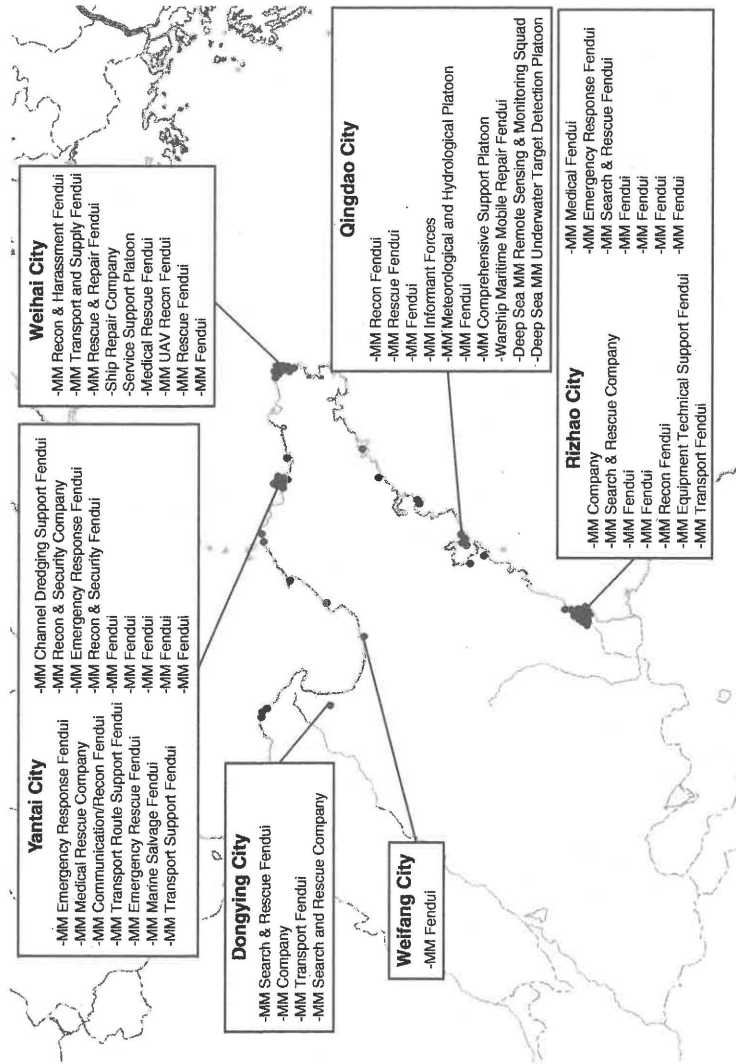 Yantai City
-MM Emergency Response Fendui
-MM Medical Rescue Company
-MM Communication/Recon Fendui
-MM Transport Route Support Fendui
-MM Emergency Rescue Fendui
-MM Marine Salvage Fendui
-MM Transport Support Fendui
-MM Channel Dredging Support Fendui
-MM Recon & Security Company
-MM Emergency Response Fendui
-MM Recon & Security Fendui
-MM Fendui
-MM Fendui
-MM Fendui
-MM Fendui
-MM Fendui
Weihai City
-MM Recon & Harassment Fendui
-MM Transport and Supply Fendui
-MM Rescue & Repair Fendui
-Ship Repair Company
-Service Support Platoon
-Medical Rescue Fendui
-MM UAV Recon Fendui
-MM Rescue Fendui
-MM Fendui
Dongying City
-MM Search & Rescue Fendui
-MM Company
-MM Transport Fendui
-MM Search and Rescue Company
Weifang City
-MM Fendui
Qingdao City
-MM Recon Fendui
-MM Rescue Fendui
-MM Fendui
-MM Informant Forces
-MM Meteorological and Hydrological Platoon
-MM Fendui
-MM Comprehensive Support Platoon
-Warship Maritime Mobile Repair Fendui
-Deep Sea MM Remote Sensing & Monitoring Squad
-Deep Sea MM Underwater Target Detection Platoon
Rizhao City
-MM Company
-MM Search & Rescue Company
-MM Fendui
-MM Fendui
-MM Recon Fendui
-MM Equipment Technical Support Fendui
-MM Transport Fendui
-MM Medical Fendui
-MM Emergency Response Fendui
-MM Search & Rescue Fendui
-MM Fendui
-MM Fendui
-MM Fendui
-MM Fendui